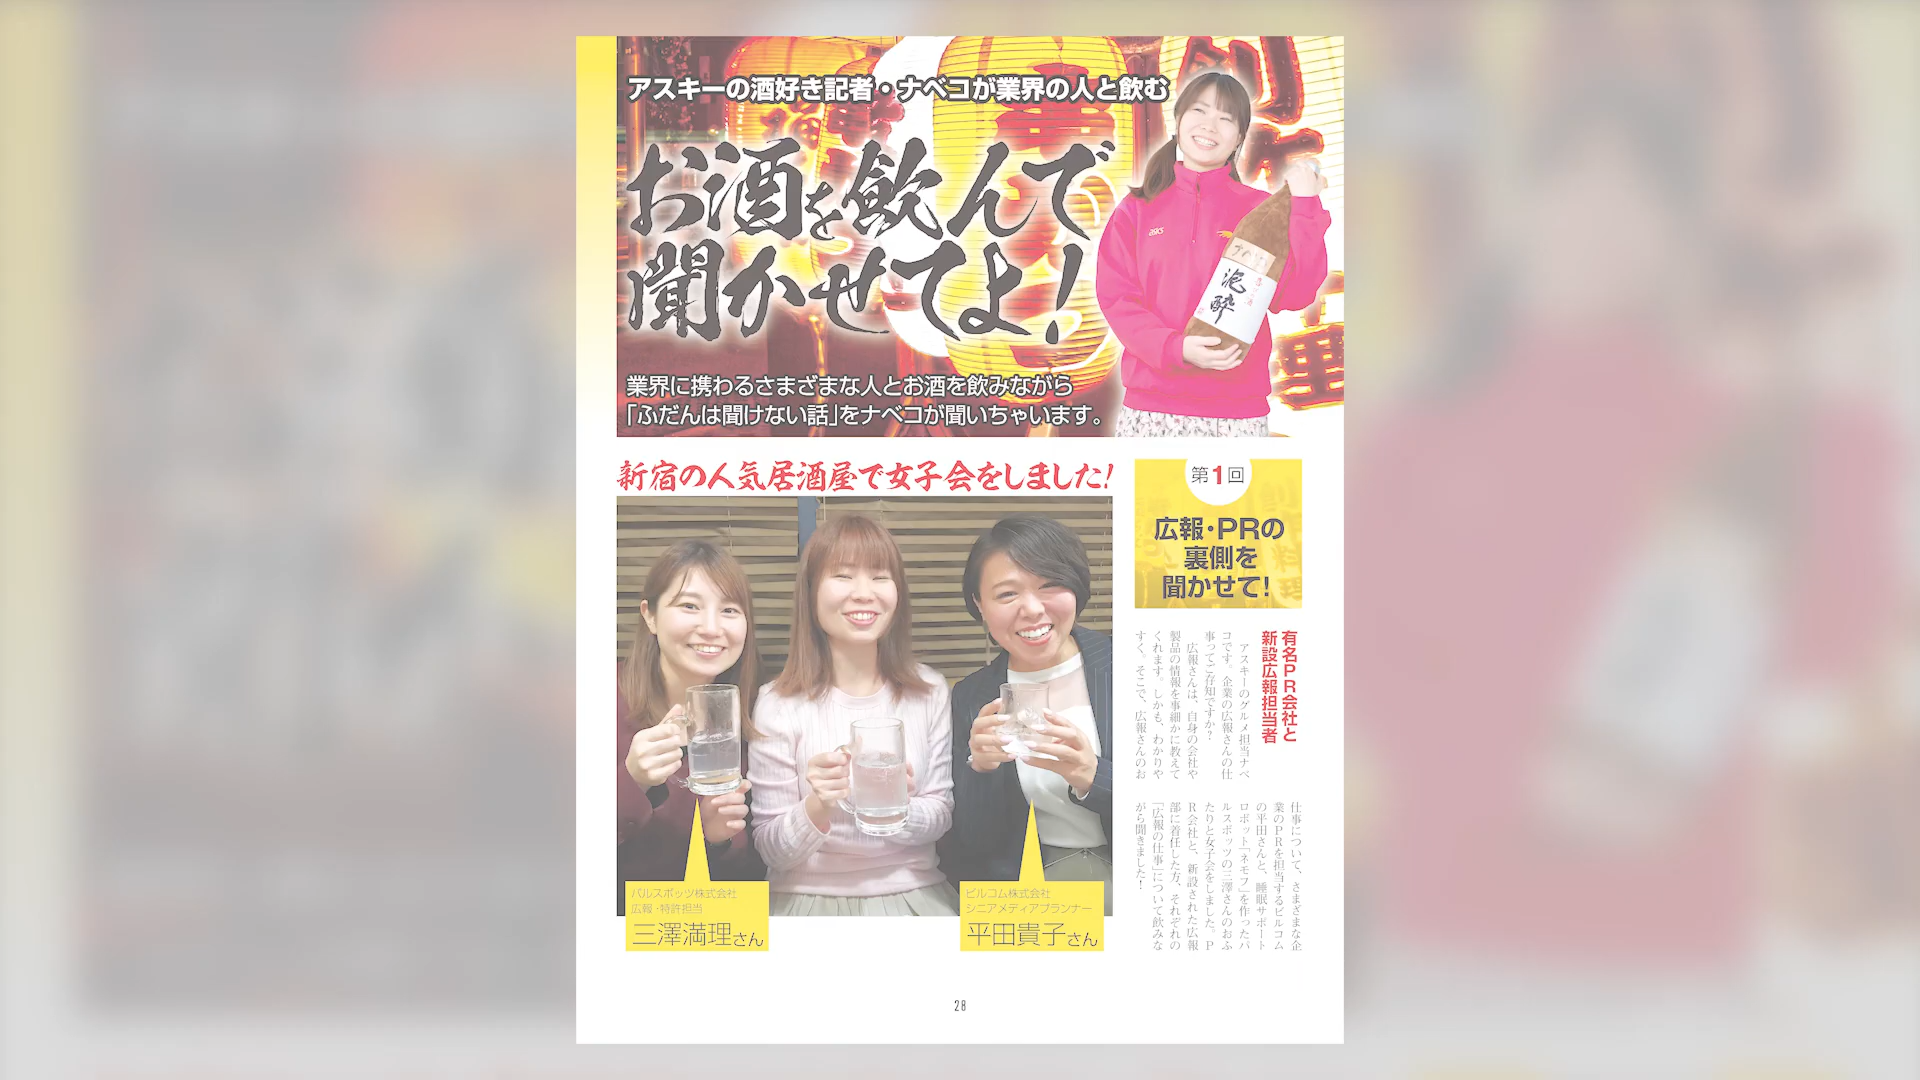 アスキーの酒好き記者・ナベコが業界の人と飲む
お酒を飲んで
聞かせてよ!
業界に携わるさまざまな人とお酒を飲みながら
「ふだんは聞けない話」をナベコが聞いちゃいます。
asics
泥酔
新宿の人気居酒屋で女子会をしました!
第1回
広報・PRの
裏側を
聞かせて!
有名PR会社と
新設広報担当者
アスキーのグルメ担当ナベ
コです。企業の広報さんの仕
事ってご存知ですか?
広報さんは、自身の会社や
製品の情報を事細かに教えて
くれます。しかも、わかりや
すく。そこで、広報さんのお
仕事について、さまざまな企
業のPRを担当するビルコム
の平田さんと、睡眠サポート
ロボット「ネモフ」を作ったパ
ルスボッツの三澤さんのおふ
たりと女子会をしました。P
R会社と、新設された広報
部に着任した方、それぞれの
「広報の仕事」について飲みな
がら聞きました!
パルスボッツ株式会社
広報・特許担当
三澤満理さん
ビルコム株式会社
シニアメディアプランナー
平田貴子さん
28